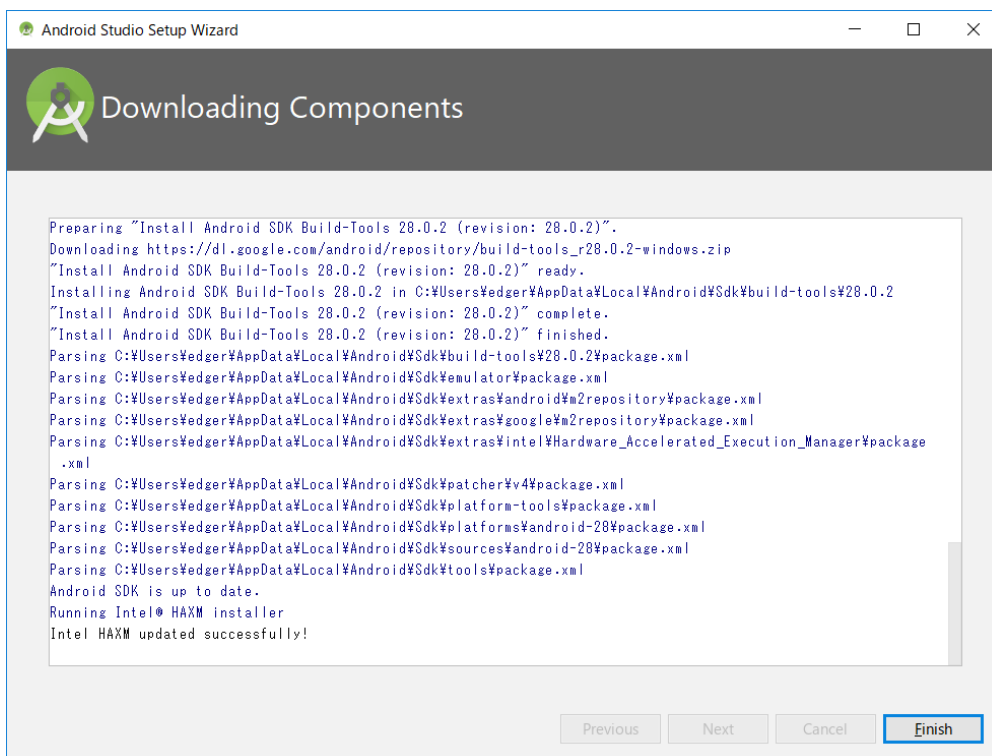 Android Studio Setup Wizard
Downloading Components
Preparing "Install Android SDK Build-Tools 28.0.2 (revision: 28.0.2)".
Downloading https://dl.google.com/android/repository/build-tools_r28.0.2-windows.zip
"Install Android SDK Build-Tools 28.0.2 (revision: 28.0.2)" ready.
Installing Android SDK Build-Tools 28.0.2 in C:¥Users¥edger¥AppData¥Local¥Android¥Sdk¥build-tools¥28.0.2
"Install Android SDK Build-Tools 28.0.2 (revision: 28.0.2)" complete.
"Install Android SDK Build-Tools 28.0.2 (revision: 28.0.2)" finished.
Parsing C:¥Users¥edger¥AppData¥Local¥Android¥Sdk¥build-tools¥28.0.2¥package.xml
Parsing C:¥Users¥edger¥AppData¥Local¥Android¥Sdk¥emulator¥package.xml
Parsing C:¥Users¥edger¥AppData¥Local¥Android¥Sdk¥extras¥android¥m2repository¥package.xml
Parsing C:¥Users¥edger¥AppData¥Local¥Android¥Sdk¥extras¥google¥m2repository¥package.xml
Parsing C:¥Users¥edger¥AppData¥Local¥Android¥Sdk¥extras¥intel¥Hardware_Accelerated_Execution_Manager¥package
.xml
Parsing C:¥Users¥edger¥AppData¥Local¥Android¥Sdk¥patcher¥v4¥package.xml
Parsing C:¥Users¥edger¥AppData¥Local¥Android¥Sdk¥platform-tools¥package.xml
Parsing C:¥Users¥edger¥AppData¥Local¥Android¥Sdk¥platforms¥android-28¥package.xml
Parsing C:¥Users¥edger¥AppData¥Local¥Android¥Sdk¥sources¥android-28¥package.xml
Parsing C:¥Users¥edger¥AppData¥Local¥Android¥Sdk¥tools¥package.xml
Android SDK is up to date.
Running Intel® HAXM installer
Intel HAXM updated successfully!
Previous Next Cancel Finish